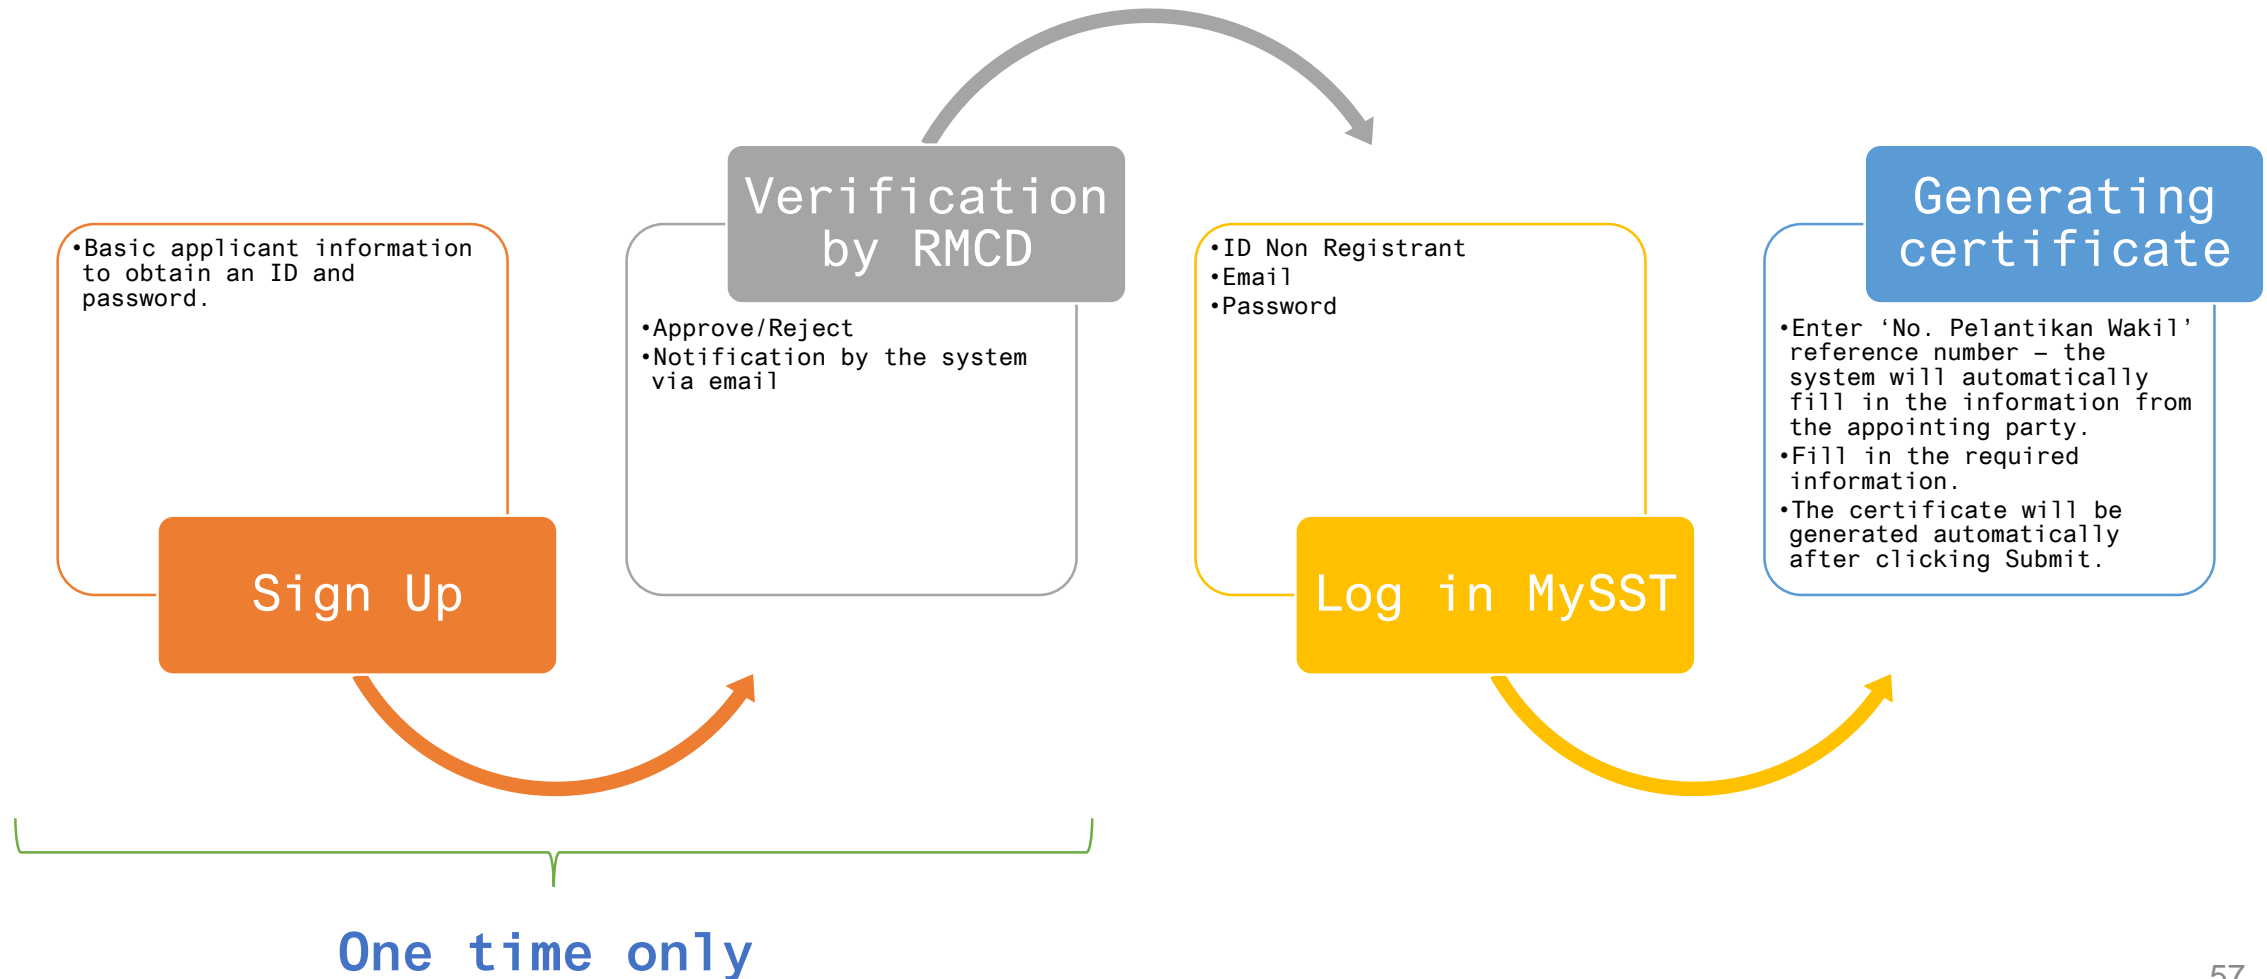 •Basic applicant information
to obtain an ID and
password.
Sign Up
Verification
by RMCD
•Approve/Reject
•Notification by the system
via email
•ID Non Registrant
•Email
•Password
Log in MySST
Generating
certificate
•Enter ‘No. Pelantikan Wakil’
reference number – the
system will automatically
fill in the information from
the appointing party.
•Fill in the required
information.
•The certificate will be
generated automatically
after clicking Submit.
One time only
57